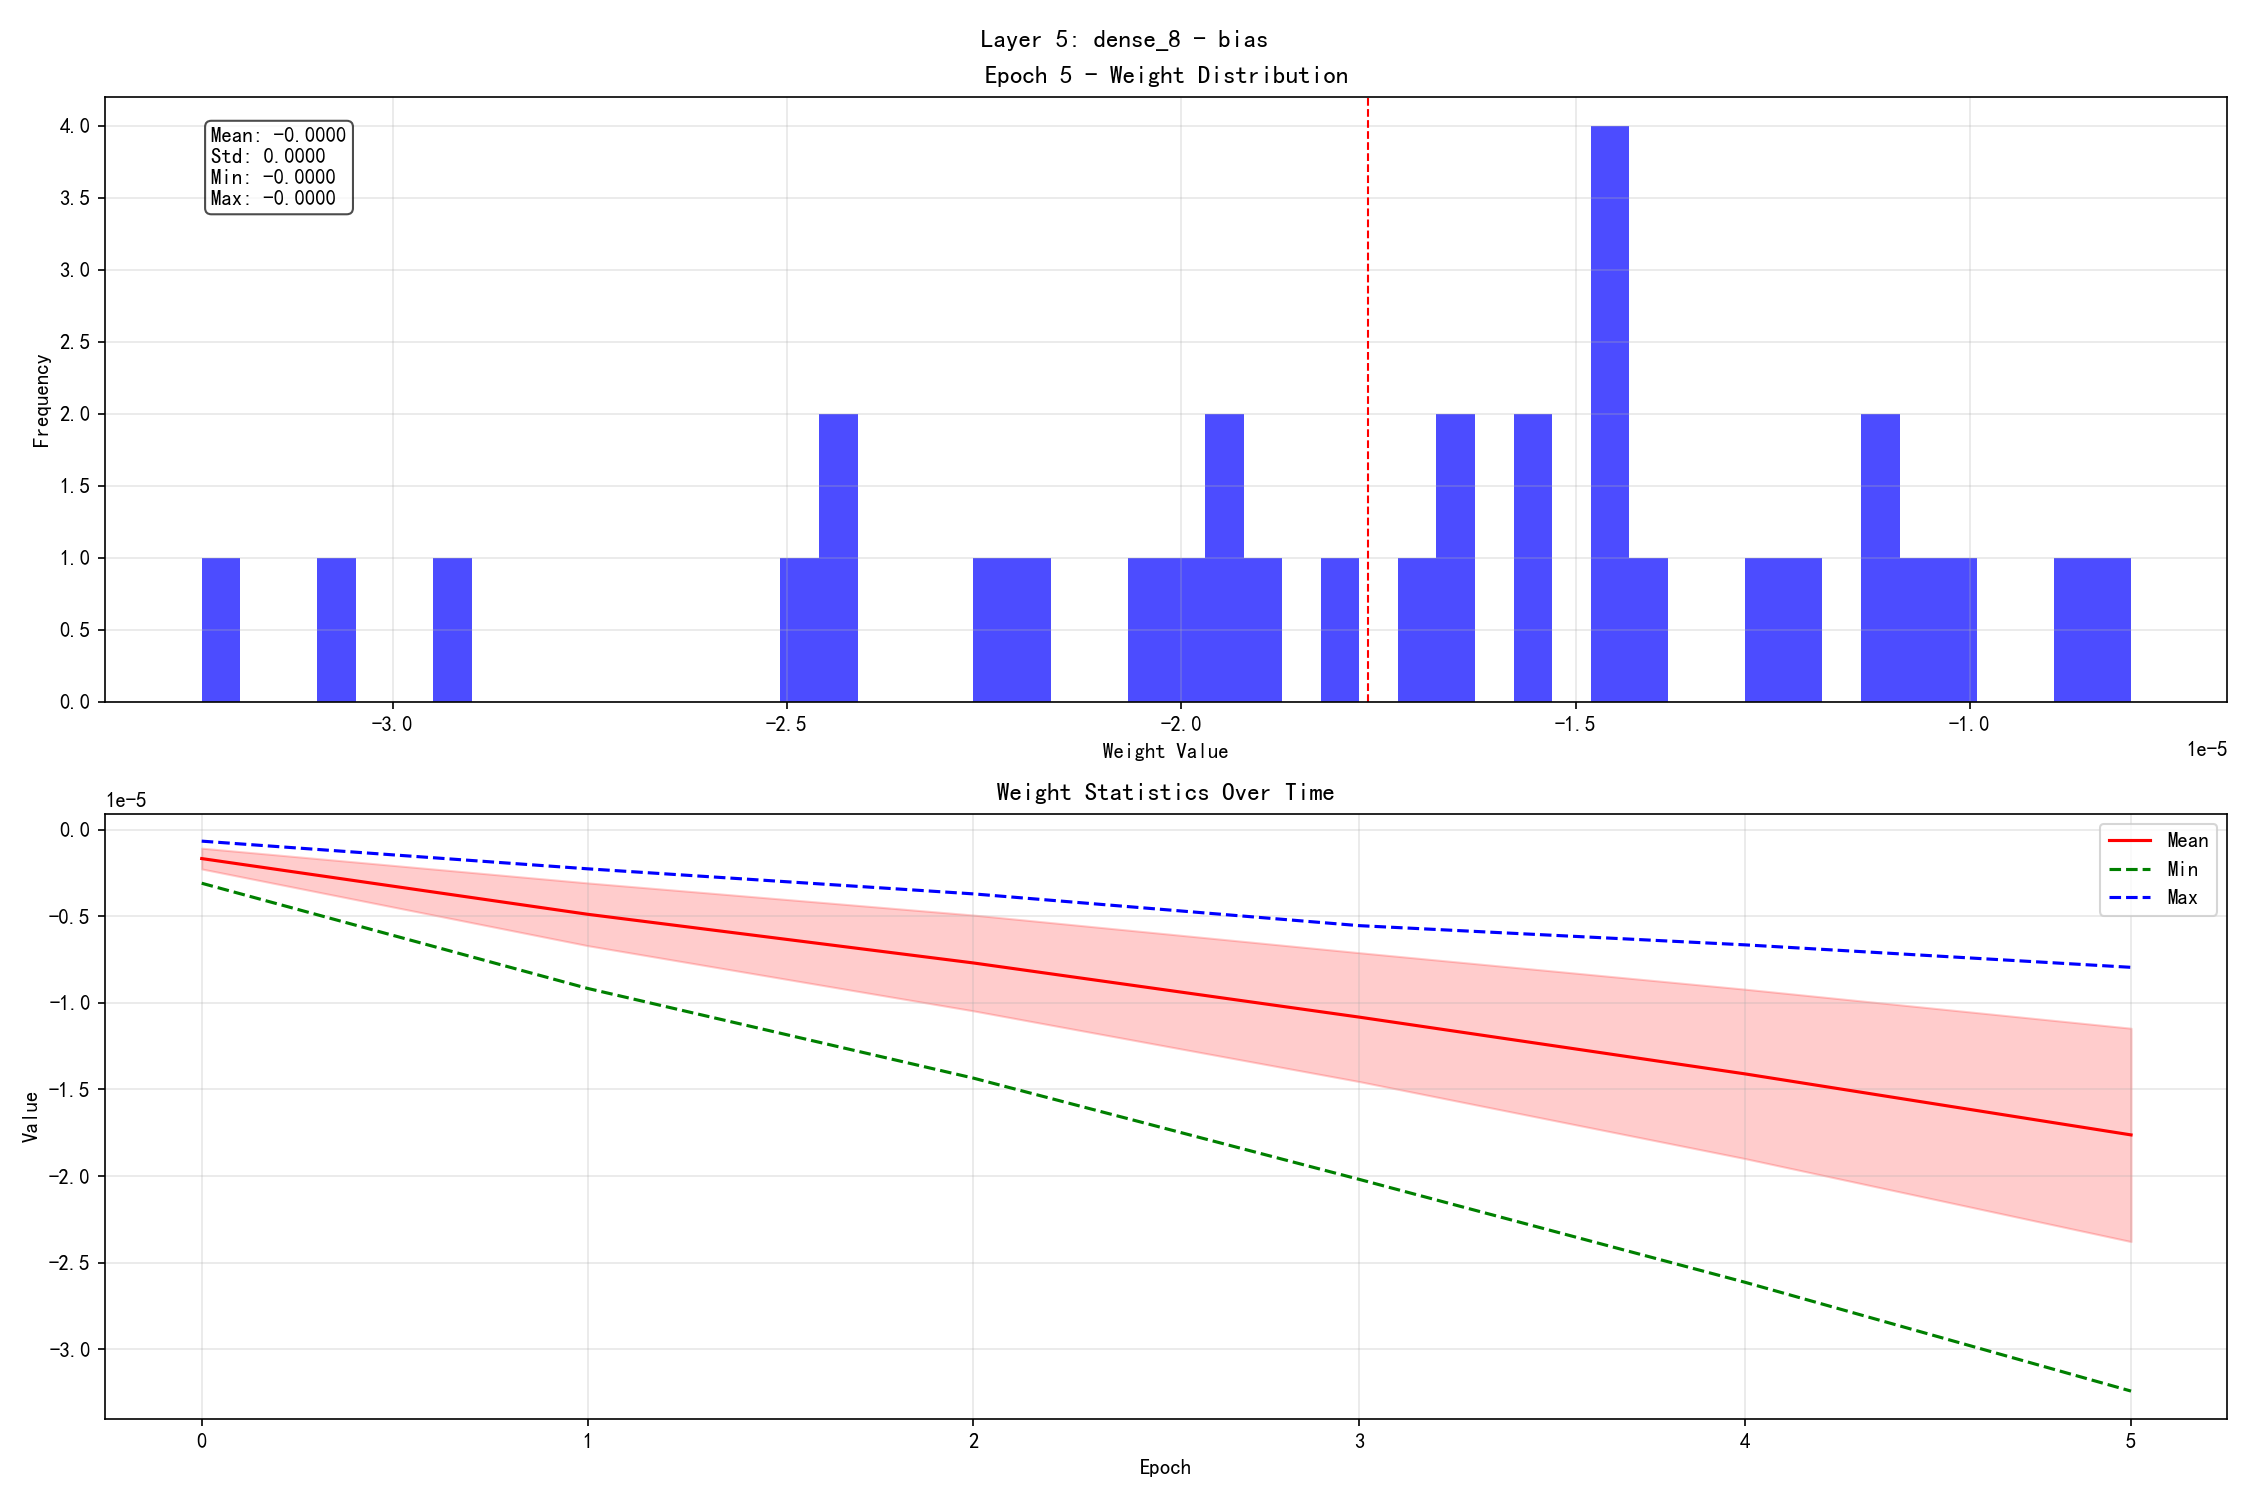 Layer 5: dense_8 - bias
Epoch 5 - Weight Distribution
Mean: -0.0000
Std: 0.0000
Min: -0.0000
Max: -0.0000
4.0
3.5
3.0
2.5
2.0
1.5
1.0
0.5
0.0
Frequency
-3.0 -2.5 -2.0 -1.5 -1.0
1e-5
Weight Value
Weight Statistics Over Time
1e-5
Mean
Min
Max
0.0
-0.5
-1.0
-1.5
-2.0
-2.5
-3.0
Value
0 1 2 3 4 5
Epoch